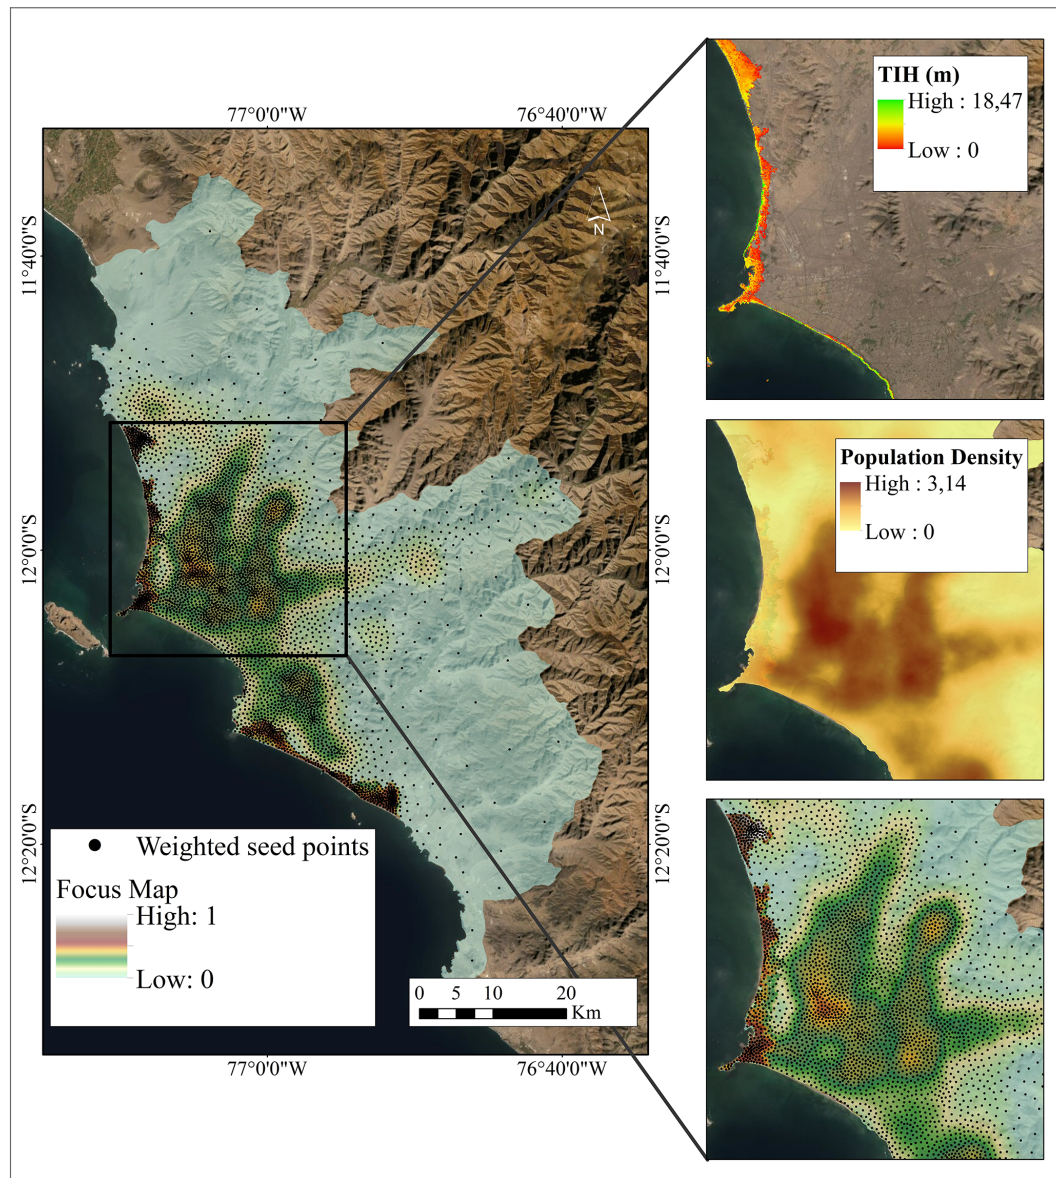 77°0'0"W
76°40'0"W
11°40'0"S
11°40'0"S
N
12°0'0"S
12°0'0"S
12°20'0"S
12°20'0"S
Weighted seed points
Focus Map
High: 1
Low: 0
0 5 10 20
Km
77°0'0"W
76°40'0"W
TIH (m)
High : 18,47
Low : 0
Population Density
High : 3,14
Low : 0